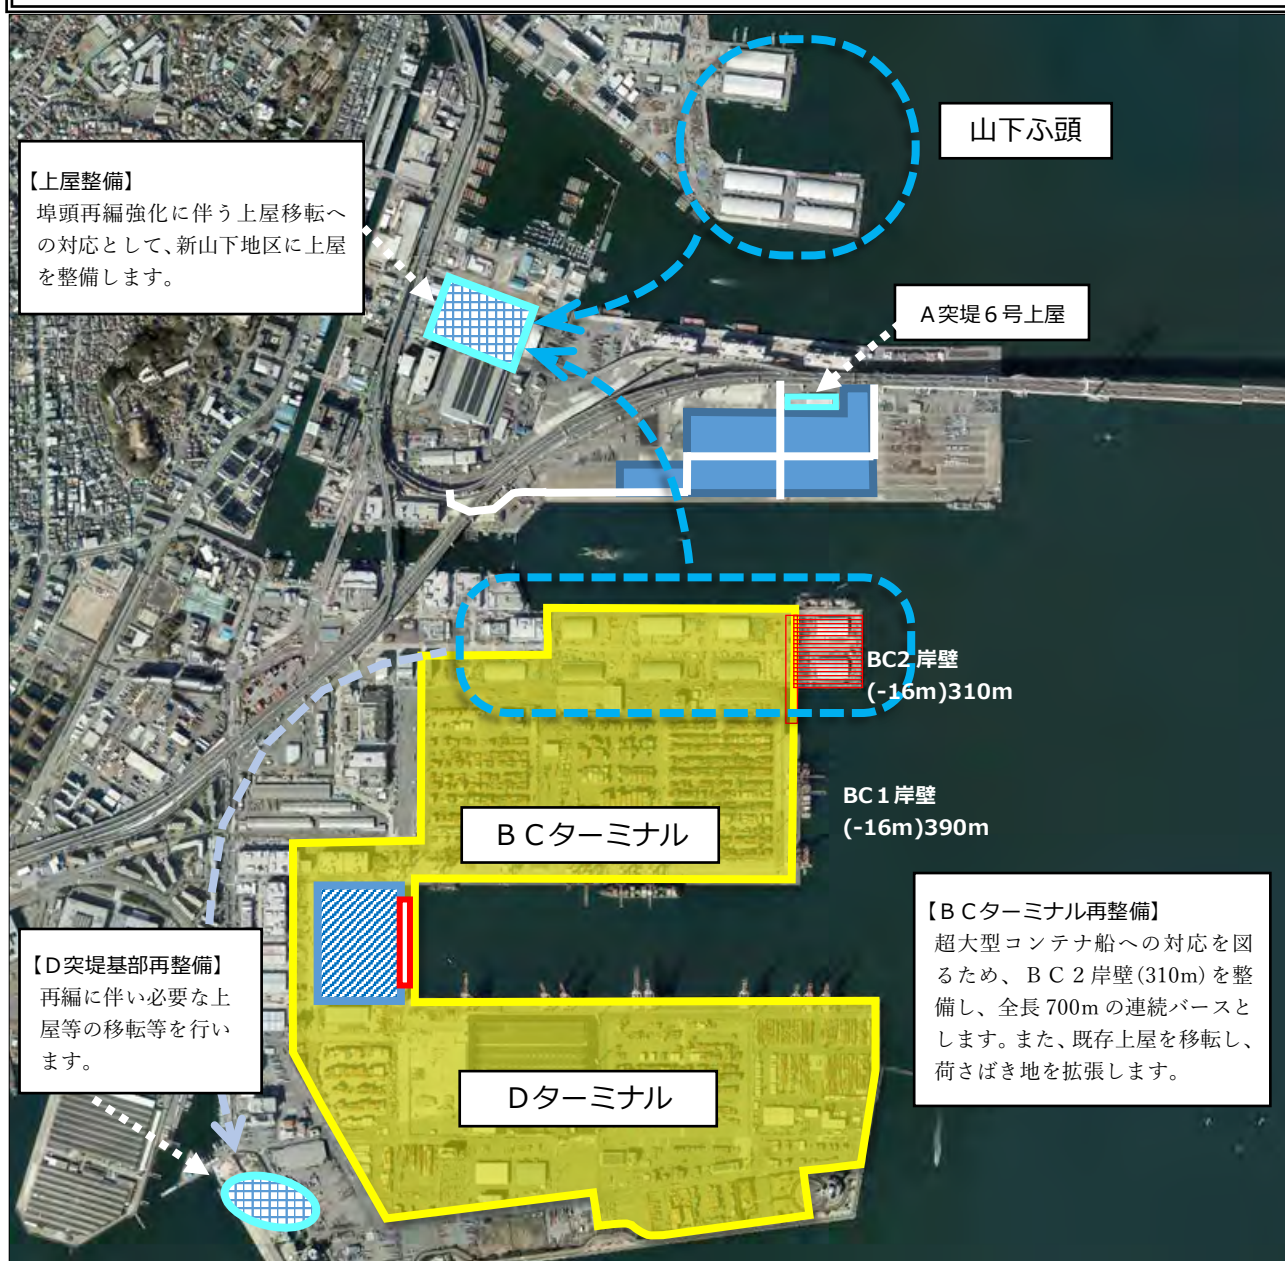 山下ふ頭
【上屋整備】
埠頭再編強化に伴う上屋移転へ
の対応として、新山下地区に上屋
を整備します。
A突堤6号上屋
BC2岸壁
(-16m)310m
BC1岸壁
(-16m)390m
BCターミナル
【BCターミナル再整備】
超大型コンテナ船への対応を図
るため、BC2岸壁(310m)を整
備し、全長700mの連続バースと
します。また、既存上屋を移転し、
荷さばき地を拡張します。
【D突堤基部再整備】
再編に伴い必要な上
屋等の移転等を行い
ます。
Dターミナル